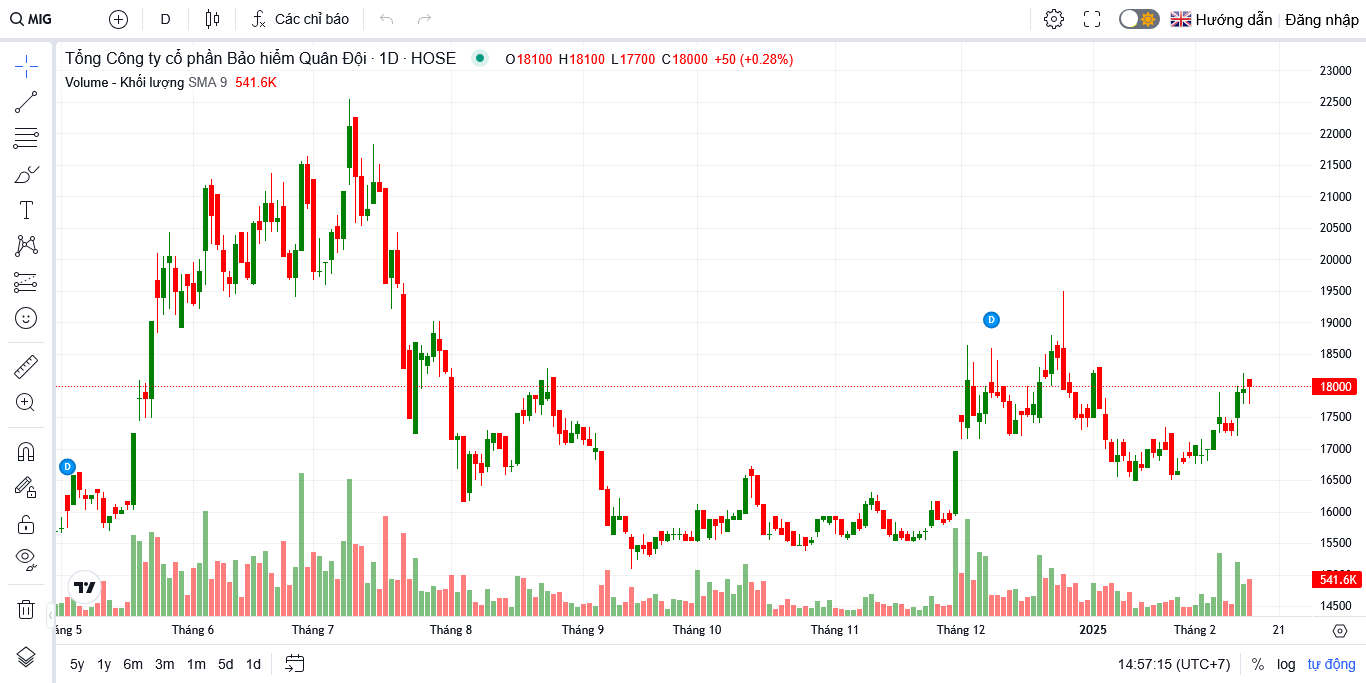 MIG D Các chỉ báo Hướng dẫn Đăng nhập
Tổng Công ty cổ phần Bảo hiểm Quân Đội · 1D · HOSE O18100 H18100 L17700 C18000 +50 (+0.28%)
Volume - Khối lượng SMA 9 541.6K
23000
22500
22000
21500
21000
20500
20000
19500
19000
18500
18000
17500
17000
16500
16000
15500
541.6K
14500
D
D
áng 5 Tháng 6 Tháng 7 Tháng 8 Tháng 9 Tháng 10 Tháng 11 Tháng 12 2025 Tháng 2 21
5y 1y 6m 3m 1m 5d 1d 14:57:15 (UTC+7) % log tự động